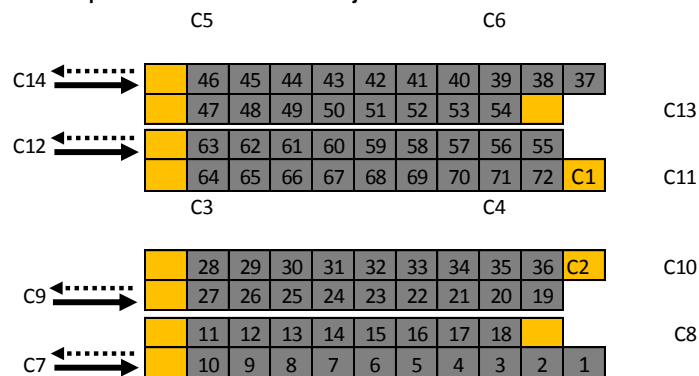 C5 C6
C14 46 45 44 43 42 41 40 39 38 37
47 48 49 50 51 52 53 54 C13
C12 63 62 61 60 59 58 57 56 55
64 65 66 67 68 69 70 71 72 C1 C11
C3 C4
28 29 30 31 32 33 34 35 36 C2 C10
C9 27 26 25 24 23 22 21 20 19
11 12 13 14 15 16 17 18 C8
C7 10 9 8 7 6 5 4 3 2 1